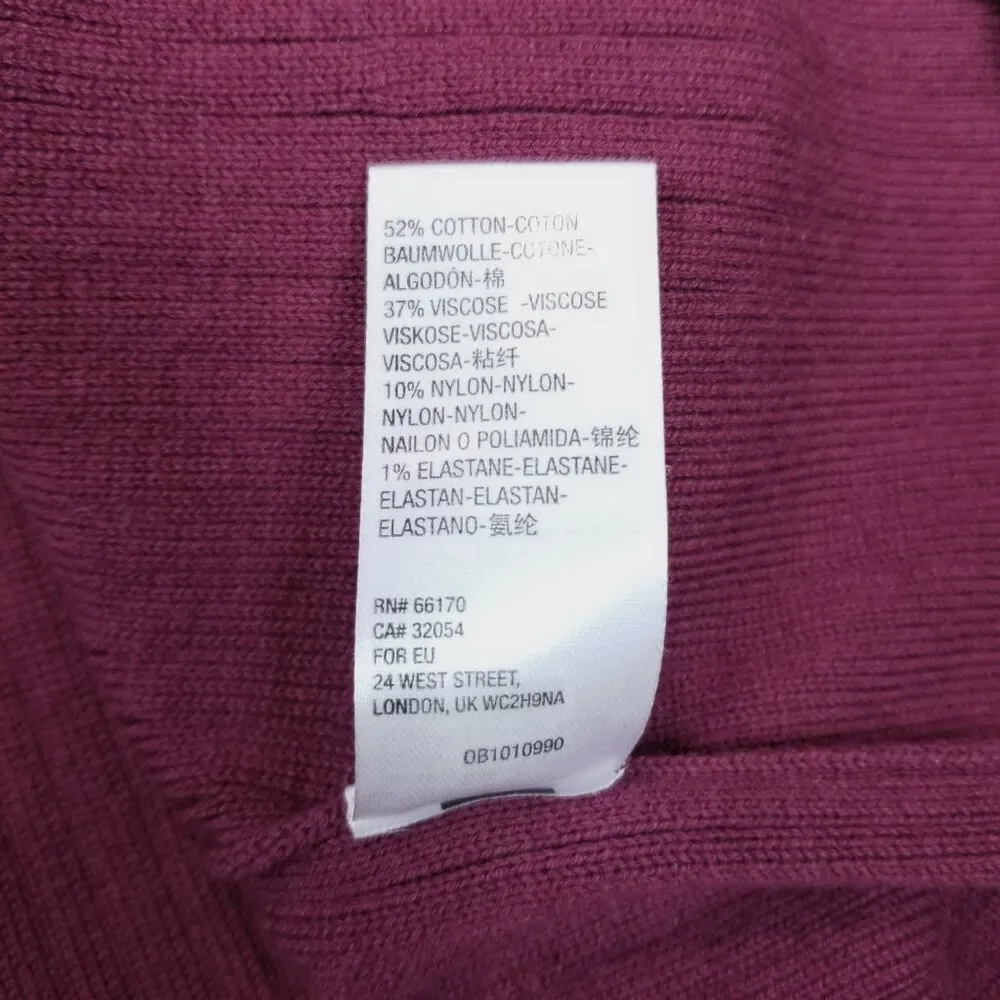 52% COTTON-COTON
BAUMWOLLE-COTONE-
ALGODÓN-棉
37% VISCOSE -VISCOSE
VISKOSE-VISCOSA-
VISCOSA-粘纤
10% NYLON-NYLON-
NYLON-NYLON-
NAILON O POLIAMIDA-锦纶
1% ELASTANE-ELASTANE-
ELASTAN-ELASTAN-
ELASTANO-氨纶
RN# 66170
CA# 32054
FOR EU
24 WEST STREET,
LONDON, UK WC2H9NA
OB1010990